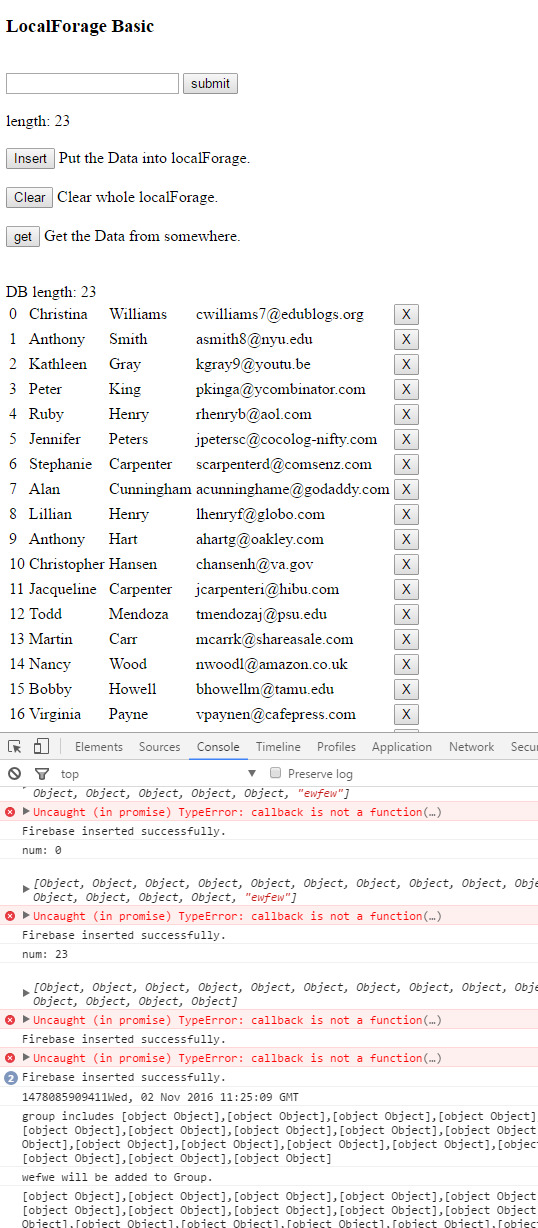 LocalForage Basic
submit
length: 23
Insert Put the Data into localForage.
Clear Clear whole localForage.
get Get the Data from somewhere.
DB length: 23
0 Christina Williams cwilliams7@edublogs.org X
1 Anthony Smith asmith8@nyu.edu X
2 Kathleen Gray kgray9@youtu.be X
3 Peter King pkinga@ycombinator.com X
4 Ruby Henry rhenryb@aol.com X
5 Jennifer Peters jpetersc@cocolog-nifty.com X
6 Stephanie Carpenter scarpenterd@comsenz.com X
7 Alan Cunningham acunninghame@godaddy.com X
8 Lillian Henry lhenryf@globo.com X
9 Anthony Hart ahartg@oakley.com X
10 Christopher Hansen chansenh@va.gov X
11 Jacqueline Carpenter jcarpenteri@hibu.com X
12 Todd Mendoza tmendozaj@psu.edu X
13 Martin Carr mcarrk@shareasale.com X
14 Nancy Wood nwoodl@amazon.co.uk X
15 Bobby Howell bhowellm@tamu.edu X
16 Virginia Payne vpaynen@cafepress.com X
Elements Sources Console Timeline Profiles Application Network Secu
top Preserve log
Object, Object, Object, Object, Object, "ewfew"]
Uncaught (in promise) TypeError: callback is not a function(…)
Firebase inserted successfully.
num: 0
[Object, Object, Object, Object, Object, Object, Object, Object, Object, Obje
Object, Object, Object, Object, "ewfew"]
Uncaught (in promise) TypeError: callback is not a function(…)
Firebase inserted successfully.
num: 23
[Object, Object, Object, Object, Object, Object, Object, Object, Object, Obje
Object, Object, Object, Object]
Uncaught (in promise) TypeError: callback is not a function(…)
Firebase inserted successfully.
Uncaught (in promise) TypeError: callback is not a function(…)
2 Firebase inserted successfully.
1478085909411Wed, 02 Nov 2016 11:25:09 GMT
group includes [object Object],[object Object],[object Object],[object Object]
[object Object],[object Object],[object Object],[object Object],[object Object
Object],[object Object],[object Object],[object Object],[object Object],[objec
[object Object],[object Object],[object Object]
wefwe will be added to Group.
[object Object],[object Object],[object Object],[object Object],[object Object
[object Object],[object Object],[object Object],[object Object],[object Object
Object],[object Object],[object Object],[object Object],[object Object],[objec